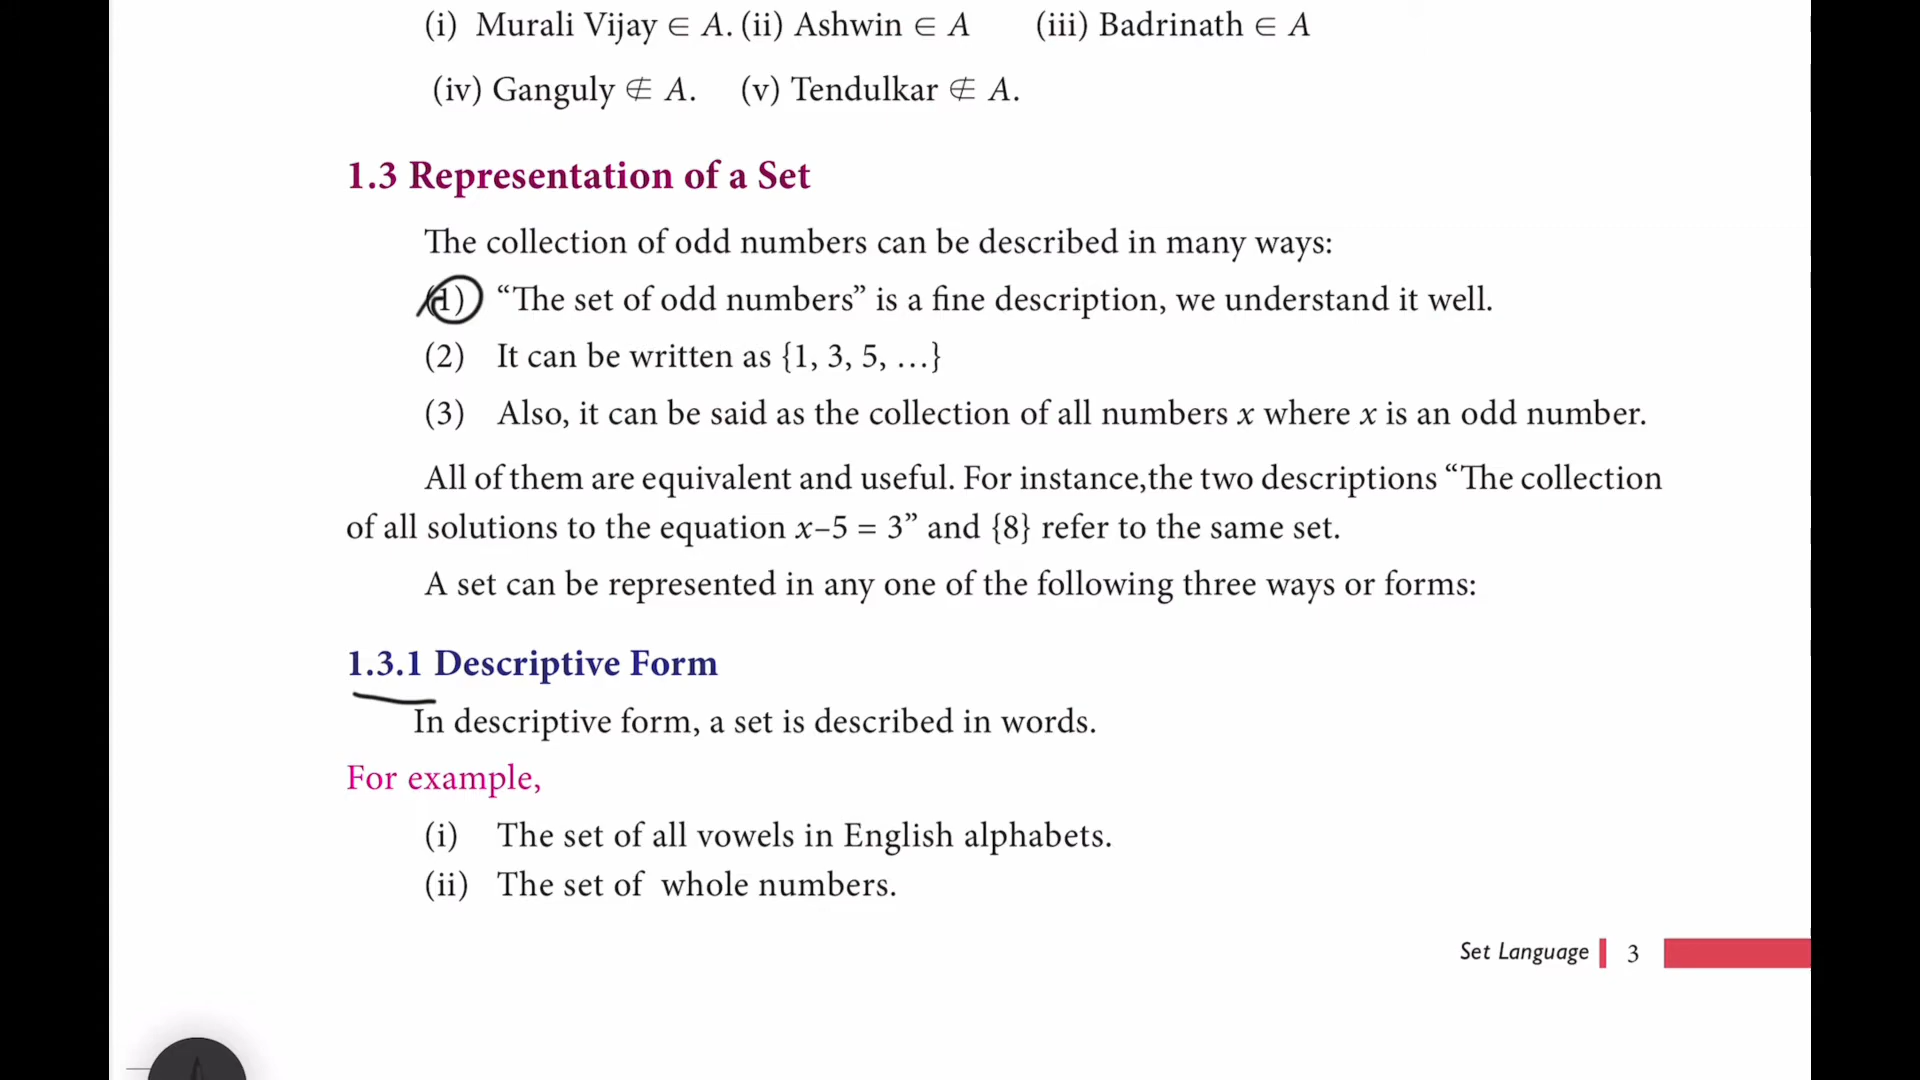 (i) Murali Vijay ∈ A. (ii) Ashwin ∈ A (iii) Badrinath ∈ A
(iv) Ganguly ∉ A. (v) Tendulkar ∉ A.
1.3 Representation of a Set
The collection of odd numbers can be described in many ways:
(1) “The set of odd numbers” is a fine description, we understand it well.
(2) It can be written as {1, 3, 5, …}
(3) Also, it can be said as the collection of all numbers x where x is an odd number.
All of them are equivalent and useful. For instance,the two descriptions “The collection
of all solutions to the equation x–5 = 3” and {8} refer to the same set.
A set can be represented in any one of the following three ways or forms:
1.3.1 Descriptive Form
In descriptive form, a set is described in words.
For example,
(i) The set of all vowels in English alphabets.
(ii) The set of whole numbers.
Set Language 3